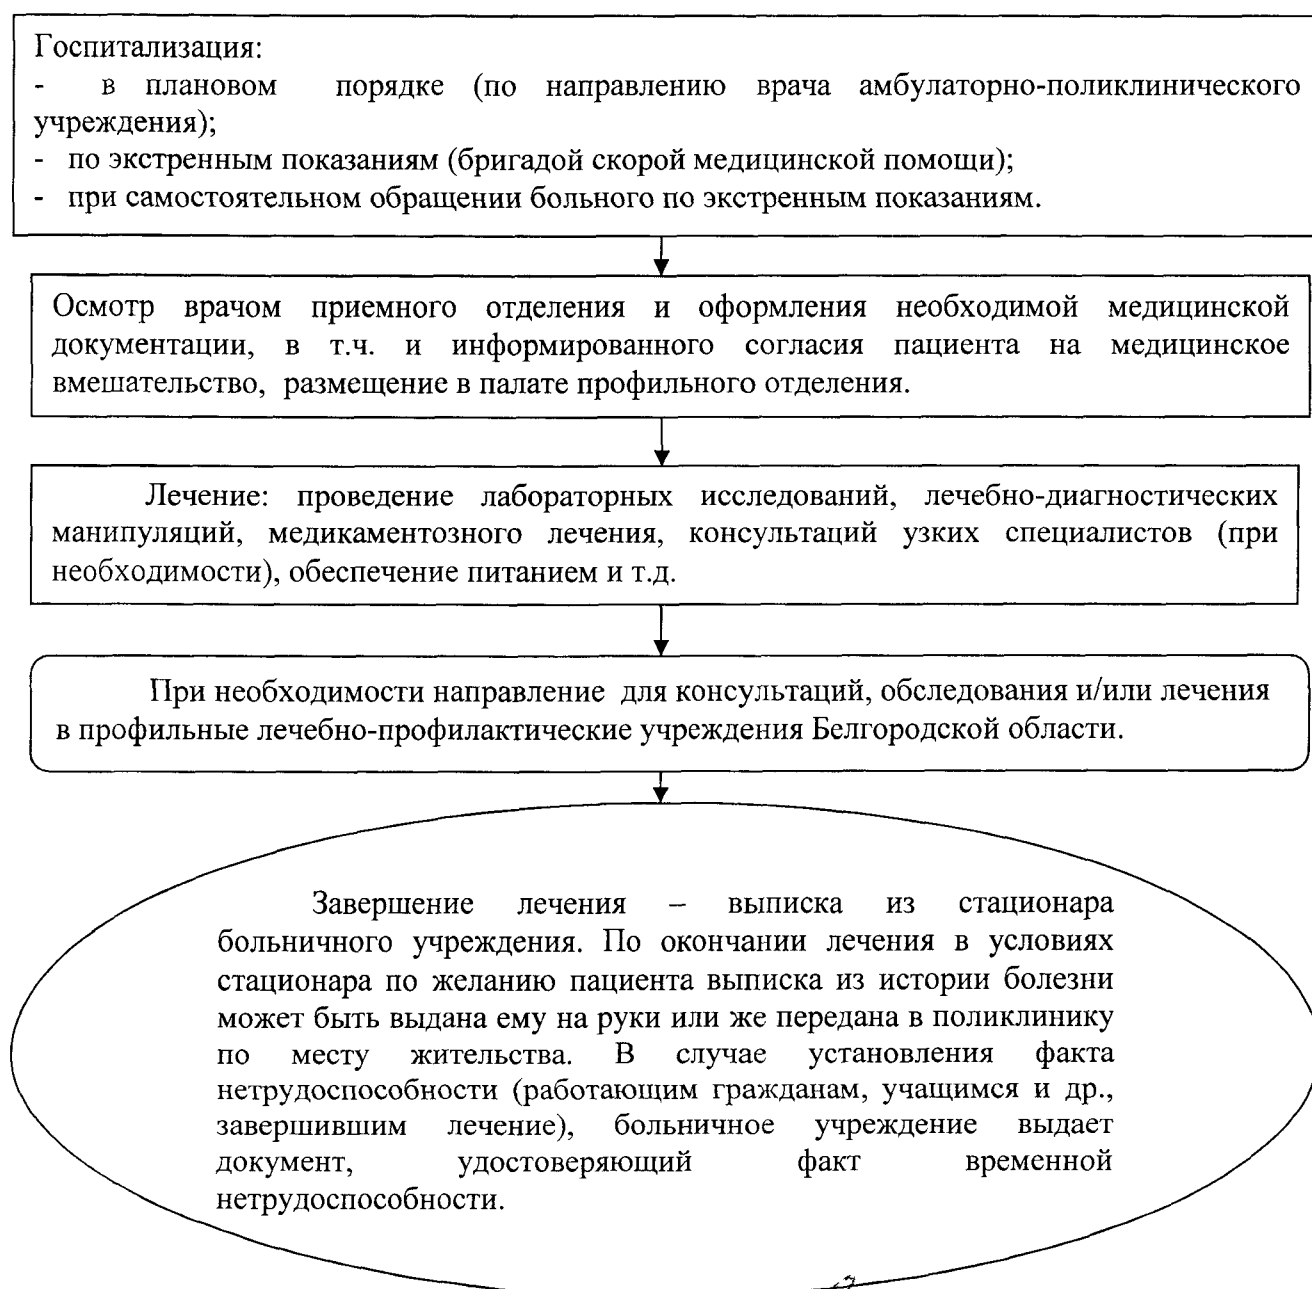 Госпитализация:
- в плановом порядке (по направлению врача амбулаторно-поликлинического
учреждения);
- по экстренным показаниям (бригадой скорой медицинской помощи);
- при самостоятельном обращении больного по экстренным показаниям.
Осмотр врачом приемного отделения и оформления необходимой медицинской
документации, в т.ч. и информированного согласия пациента на медицинское
вмешательство, размещение в палате профильного отделения.
Лечение: проведение лабораторных исследований, лечебно-диагностических
манипуляций, медикаментозного лечения, консультаций узких специалистов (при
необходимости), обеспечение питанием и т.д.
При необходимости направление для консультаций, обследования и/или лечения
в профильные лечебно-профилактические учреждения Белгородской области.
Завершение лечения – выписка из стационара
больничного учреждения. По окончании лечения в условиях
стационара по желанию пациента выписка из истории болезни
может быть выдана ему на руки или же передана в поликлинику
по месту жительства. В случае установления факта
нетрудоспособности (работающим гражданам, учащимся и др.,
завершившим лечение), больничное учреждение выдает
документ, удостоверяющий факт временной
нетрудоспособности.